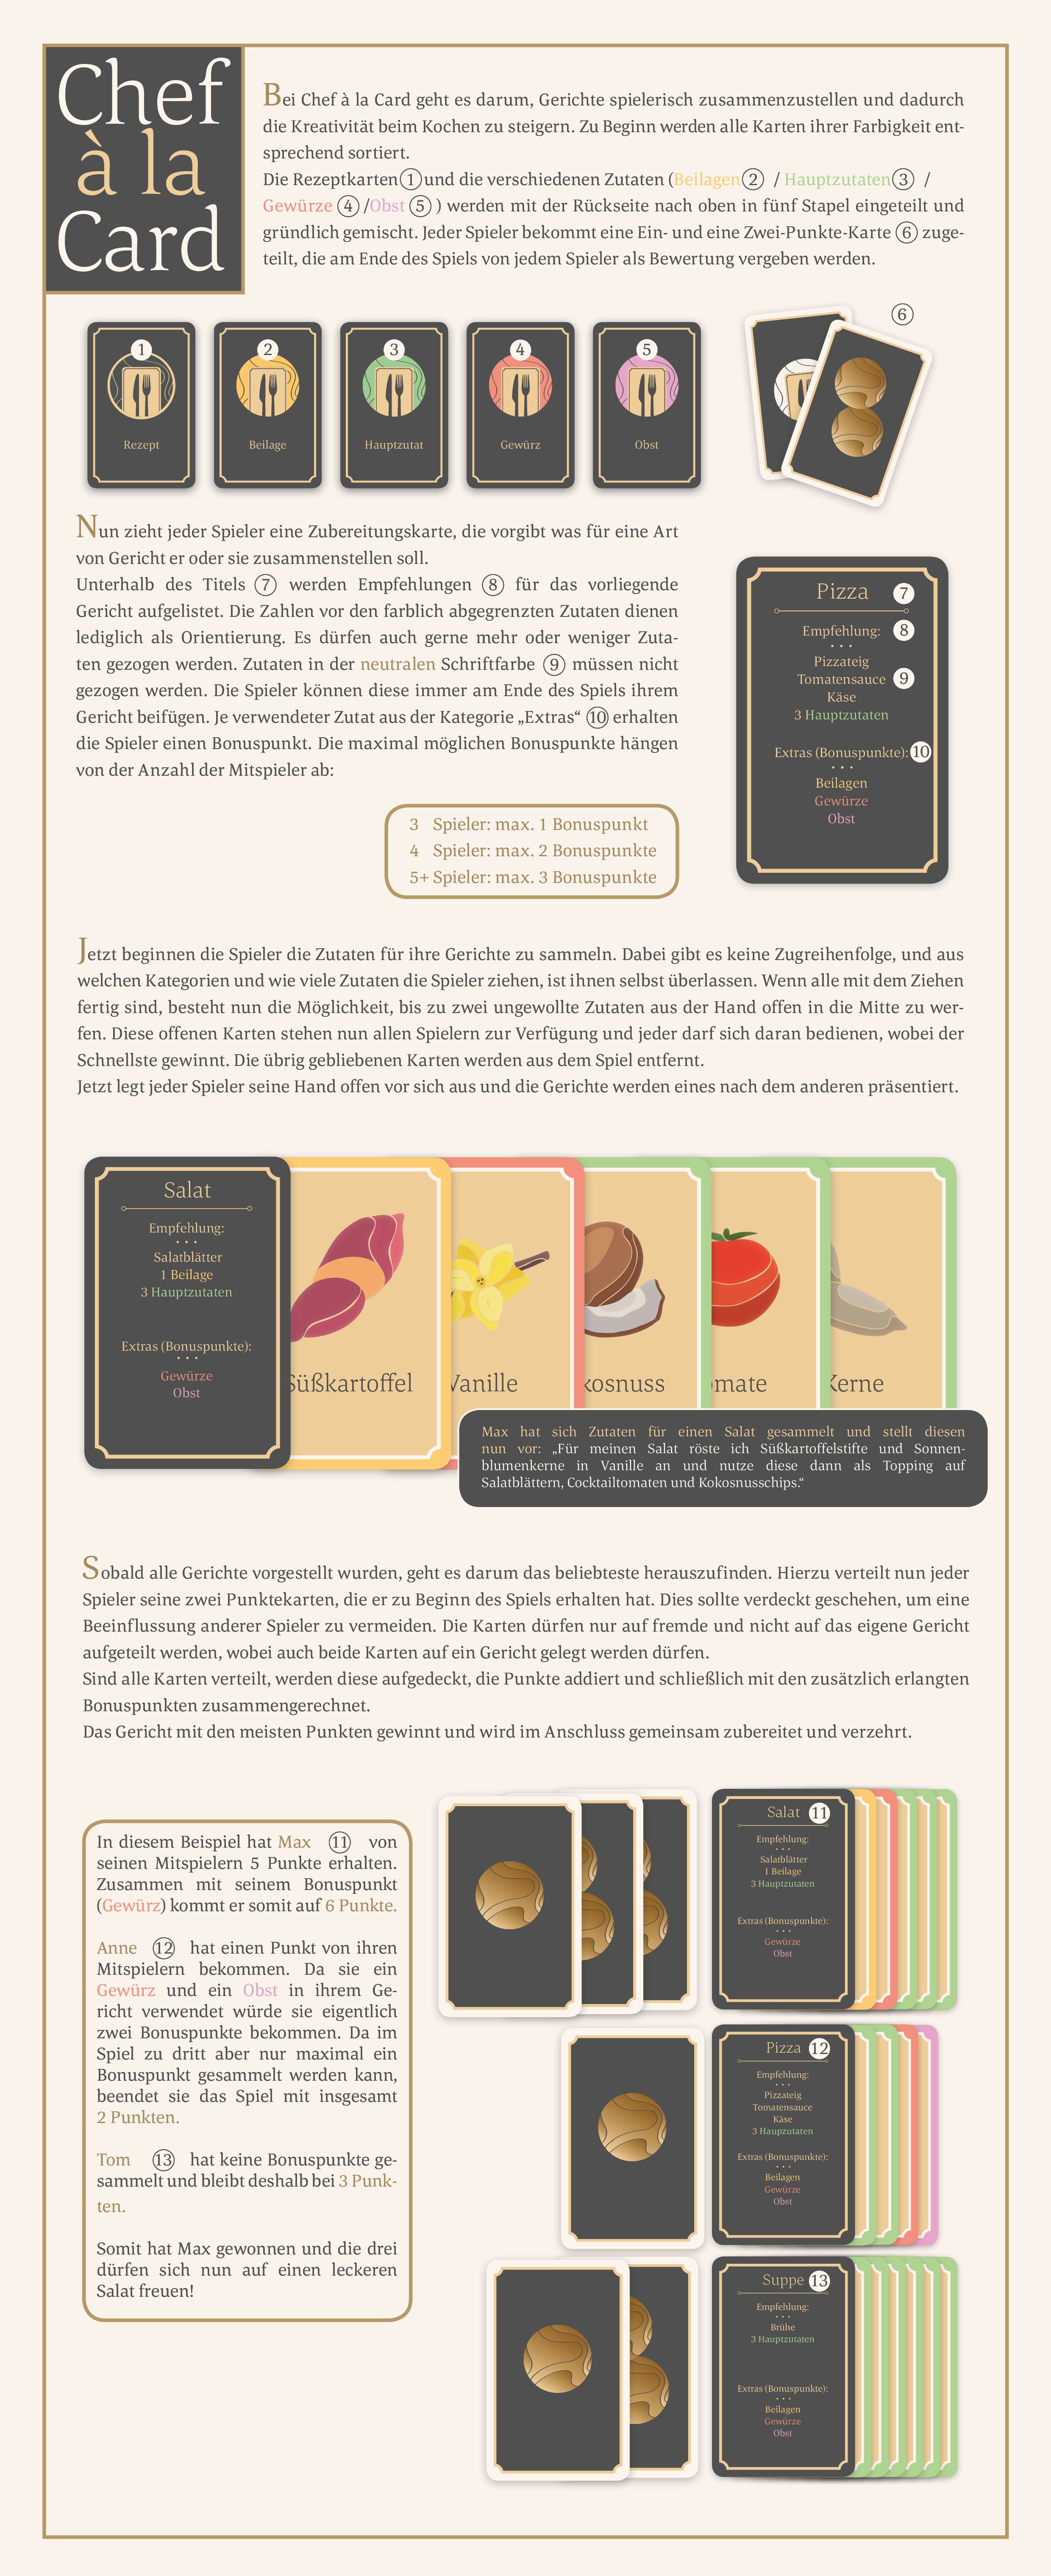 Chef
à la
Card
Bei Chef à la Card geht es darum, Gerichte spielerisch zusammenzustellen und dadurch
die Kreativität beim Kochen zu steigern. Zu Beginn werden alle Karten ihrer Farbigkeit ent-
sprechend sortiert.
Die Rezeptkarten 1 und die verschiedenen Zutaten (Beilagen 2 / Hauptzutaten 3 /
Gewürze 4 /Obst 5 ) werden mit der Rückseite nach oben in fünf Stapel eingeteilt und
gründlich gemischt. Jeder Spieler bekommt eine Ein- und eine Zwei-Punkte-Karte 6 zuge-
teilt, die am Ende des Spiels von jedem Spieler als Bewertung vergeben werden.
1
Rezept
2
Beilage
3
Hauptzutat
4
Gewürz
5
Obst
6
Nun zieht jeder Spieler eine Zubereitungskarte, die vorgibt was für eine Art
von Gericht er oder sie zusammenstellen soll.
Unterhalb des Titels 7 werden Empfehlungen 8 für das vorliegende
Gericht aufgelistet. Die Zahlen vor den farblich abgegrenzten Zutaten dienen
lediglich als Orientierung. Es dürfen auch gerne mehr oder weniger Zuta-
ten gezogen werden. Zutaten in der neutralen Schriftfarbe 9 müssen nicht
gezogen werden. Die Spieler können diese immer am Ende des Spiels ihrem
Gericht beifügen. Je verwendeter Zutat aus der Kategorie „Extras“ 10 erhalten
die Spieler einen Bonuspunkt. Die maximal möglichen Bonuspunkte hängen
von der Anzahl der Mitspieler ab:
3 Spieler: max. 1 Bonuspunkt
4 Spieler: max. 2 Bonuspunkte
5+ Spieler: max. 3 Bonuspunkte
Pizza 7
Empfehlung: 8
Pizzateig
Tomatensauce 9
Käse
3 Hauptzutaten
Extras (Bonuspunkte): 10
Beilagen
Gewürze
Obst
Jetzt beginnen die Spieler die Zutaten für ihre Gerichte zu sammeln. Dabei gibt es keine Zugreihenfolge, und aus
welchen Kategorien und wie viele Zutaten die Spieler ziehen, ist ihnen selbst überlassen. Wenn alle mit dem Ziehen
fertig sind, besteht nun die Möglichkeit, bis zu zwei ungewollte Zutaten aus der Hand offen in die Mitte zu wer-
fen. Diese offenen Karten stehen nun allen Spielern zur Verfügung und jeder darf sich daran bedienen, wobei der
Schnellste gewinnt. Die übrig gebliebenen Karten werden aus dem Spiel entfernt.
Jetzt legt jeder Spieler seine Hand offen vor sich aus und die Gerichte werden eines nach dem anderen präsentiert.
Salat
Empfehlung:
Salatblätter
1 Beilage
3 Hauptzutaten
Extras (Bonuspunkte):
Gewürze
Obst
Süßkartoffel
Vanille
kosnuss
omate
Kerne
Max hat sich Zutaten für einen Salat gesammelt und stellt diesen
nun vor: „Für meinen Salat röste ich Süßkartoffelstifte und Sonnen-
blumenkerne in Vanille an und nutze diese dann als Topping auf
Salatblättern, Cocktailtomaten und Kokosnusschips.“
Sobald alle Gerichte vorgestellt wurden, geht es darum das beliebteste herauszufinden. Hierzu verteilt nun jeder
Spieler seine zwei Punktekarten, die er zu Beginn des Spiels erhalten hat. Dies sollte verdeckt geschehen, um eine
Beeinflussung anderer Spieler zu vermeiden. Die Karten dürfen nur auf fremde und nicht auf das eigene Gericht
aufgeteilt werden, wobei auch beide Karten auf ein Gericht gelegt werden dürfen.
Sind alle Karten verteilt, werden diese aufgedeckt, die Punkte addiert und schließlich mit den zusätzlich erlangten
Bonuspunkten zusammengerechnet.
Das Gericht mit den meisten Punkten gewinnt und wird im Anschluss gemeinsam zubereitet und verzehrt.
In diesem Beispiel hat Max 11 von
seinen Mitspielern 5 Punkte erhalten.
Zusammen mit seinem Bonuspunkt
(Gewürz) kommt er somit auf 6 Punkte.
Anne 12 hat einen Punkt von ihren
Mitspielern bekommen. Da sie ein
Gewürz und ein Obst in ihrem Ge-
richt verwendet würde sie eigentlich
zwei Bonuspunkte bekommen. Da im
Spiel zu dritt aber nur maximal ein
Bonuspunkt gesammelt werden kann,
beendet sie das Spiel mit insgesamt
2 Punkten.
Tom 13 hat keine Bonuspunkte ge-
sammelt und bleibt deshalb bei 3 Punk-
ten.
Somit hat Max gewonnen und die drei
dürfen sich nun auf einen leckeren
Salat freuen!
Salat 11
Empfehlung:
Salatblätter
1 Beilage
3 Hauptzutaten
Extras (Bonuspunkte):
Gewürze
Obst
Pizza 12
Empfehlung:
Pizzateig
Tomatensauce
Käse
3 Haupzutaten
Extras (Bonuspunkte):
Beilagen
Gewürze
Obst
Suppe 13
Empfehlung:
Brühe
3 Hauptzutaten
Extras (Bonuspunkte):
Beilagen
Gewürze
Obst